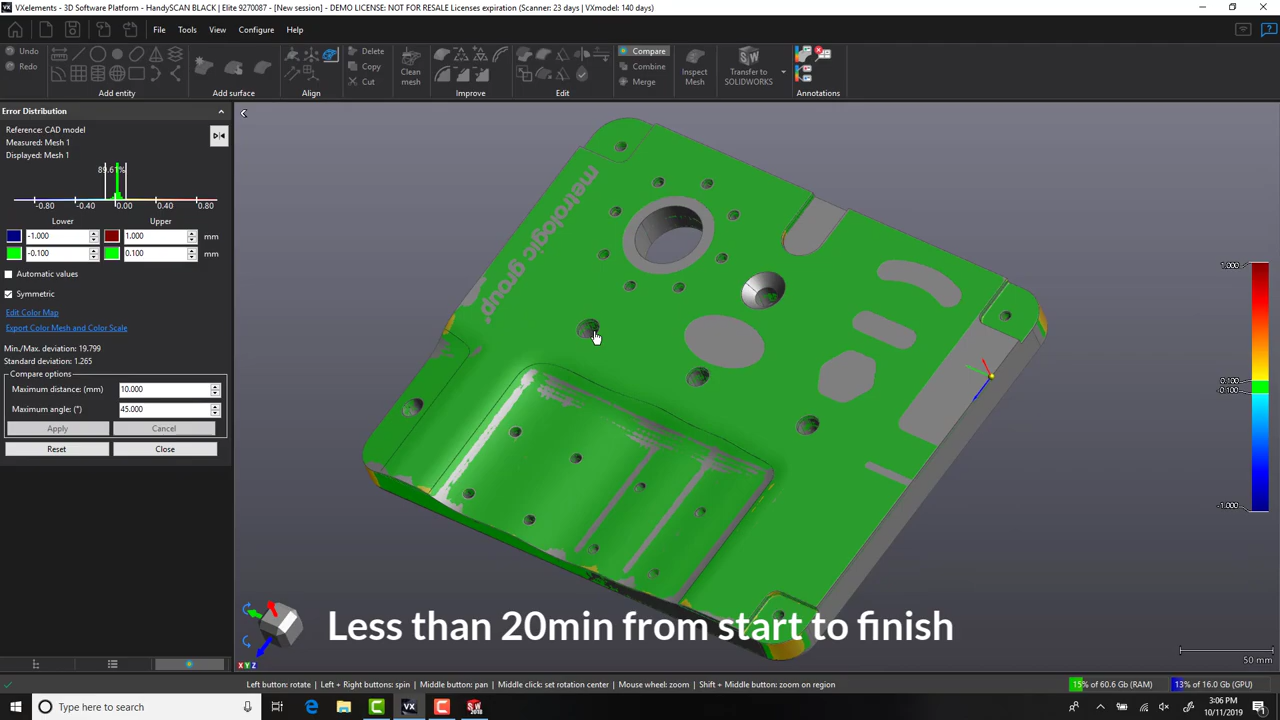 VXelements - 3D Software Platform - HandySCAN BLACK | Elite 9270087 - [New session] - DEMO LICENSE: NOT FOR RESALE Licenses expiration (Scanner: 23 days) (VXmodel: 140 days)
File Tools View Configure Help
Undo
Redo
Add entity
Add surface
Align
Delete
Copy
Cut
Clean mesh
Improve
Edit
Compare
Combine
Merge
Inspect Mesh
Transfer to SOLIDWORKS
Annotations
Error Distribution
Reference: CAD model
Measured: Mesh 1
Displayed: Mesh 1
89.61%
-0.80 -0.40 0.00 0.40 0.80
Lower Upper
-1.000 1.000 mm
-0.100 0.100 mm
Automatic values
Symmetric
Edit Color Map
Export Color Mesh and Color Scale
Min./Max. deviation: 19.799
Standard deviation: 1.265
Compare options
Maximum distance: (mm) 10.000
Maximum angle: (°) 45.000
Apply Cancel
Reset Close
metrologic group
1.000
0.100
-0.100
-1.000
Less than 20min from start to finish
X Y Z
50 mm
Left button: rotate | Left + Right buttons: spin | Middle button: pan | Middle click: set rotation center | Mouse wheel: zoom | Shift + Middle button: zoom on region
15% of 60.6 Gb (RAM) 13% of 16.0 Gb (GPU)
Type here to search
3:06 PM
10/11/2019